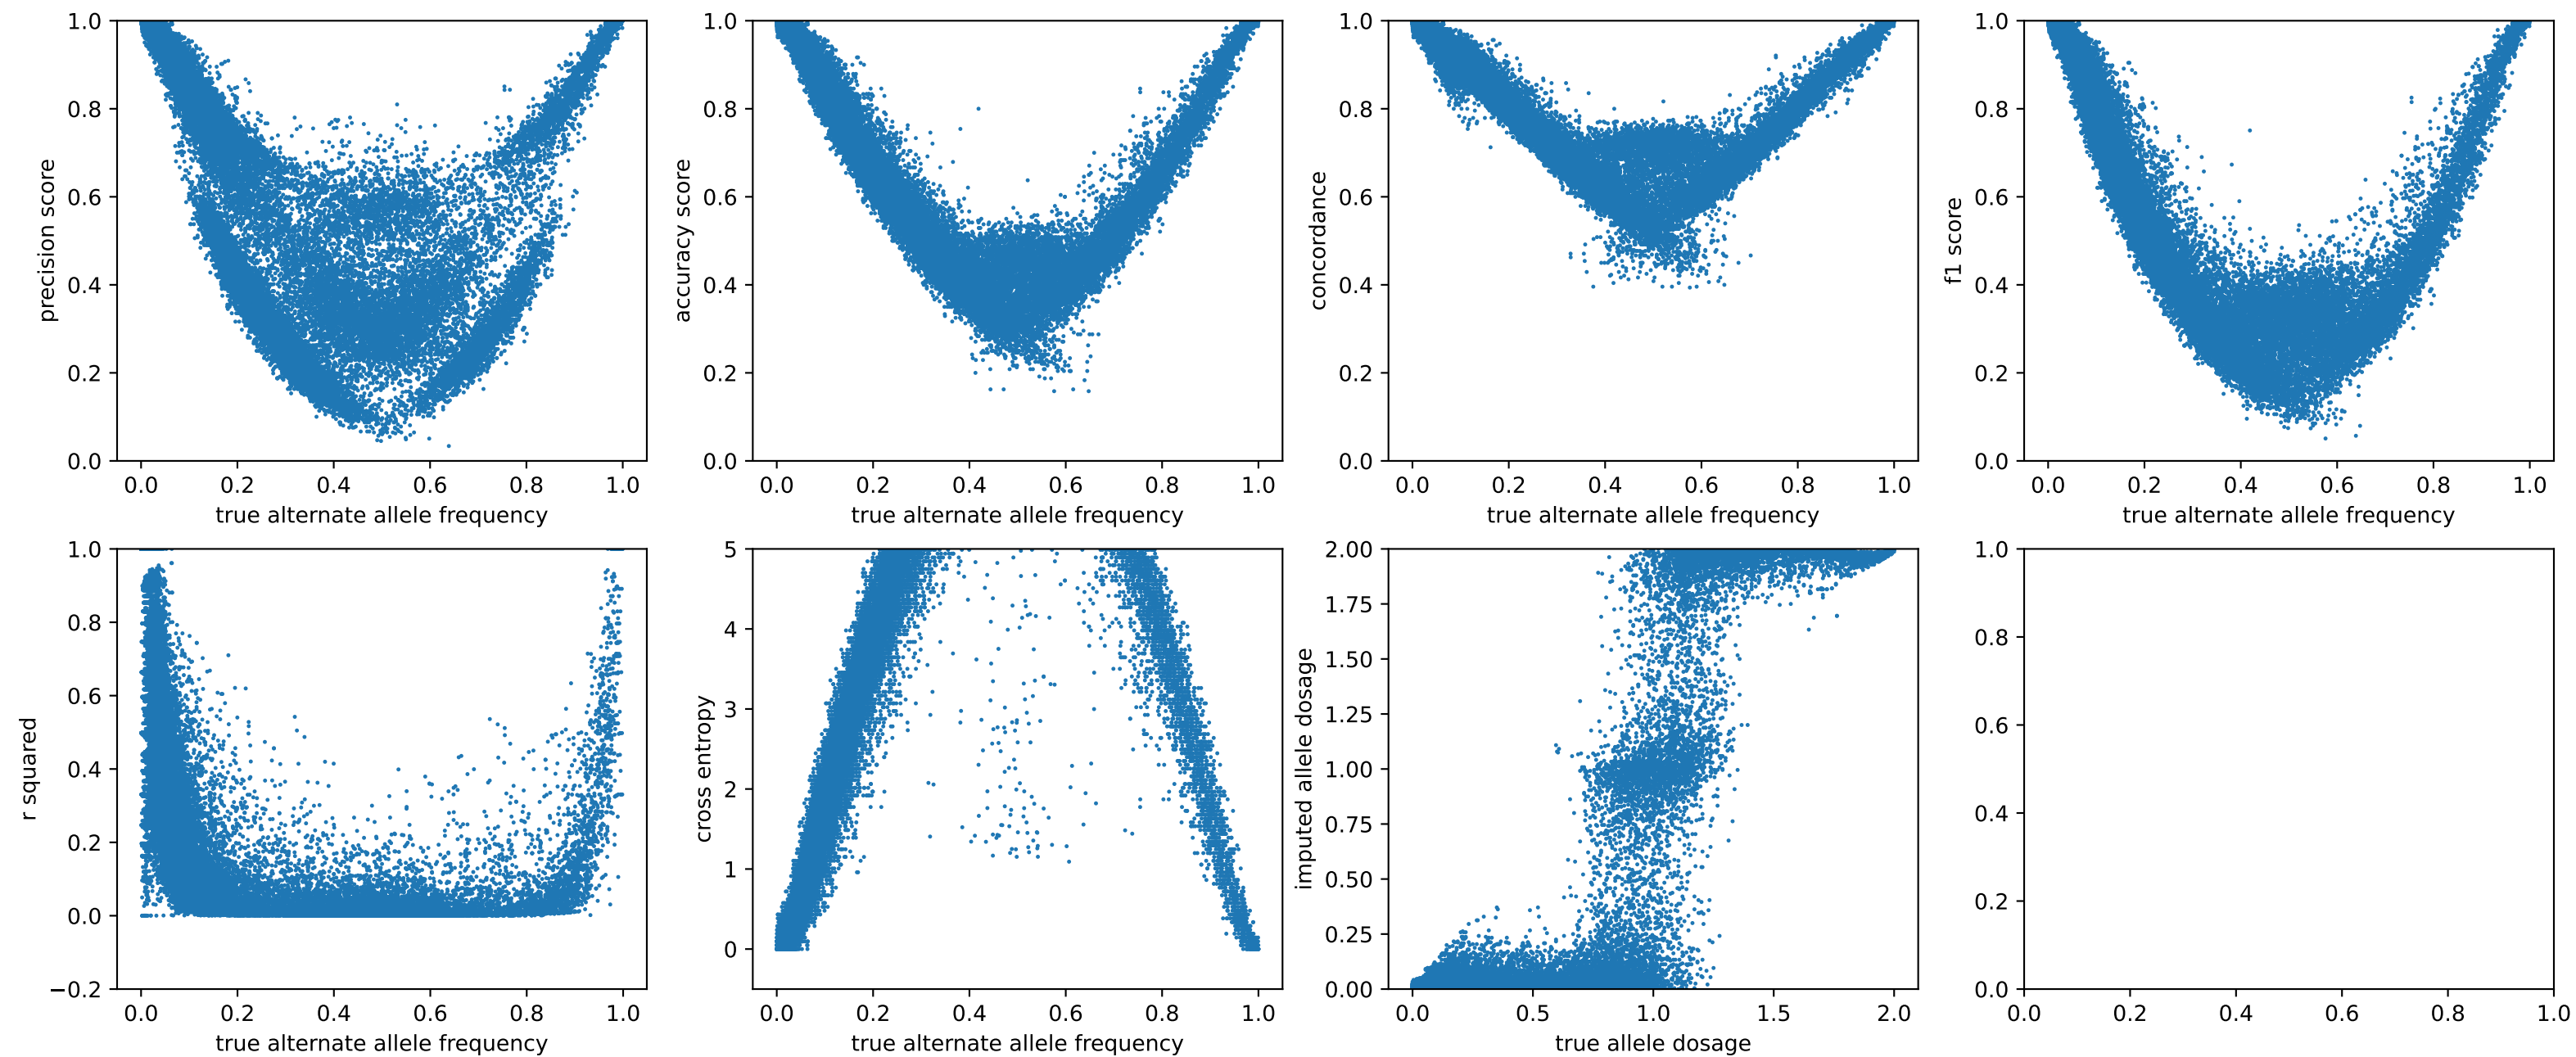 precision score
1.0
0.8
0.6
0.4
0.2
0.0
0.0 0.2 0.4 0.6 0.8 1.0
true alternate allele frequency
accuracy score
1.0
0.8
0.6
0.4
0.2
0.0
0.0 0.2 0.4 0.6 0.8 1.0
true alternate allele frequency
concordance
1.0
0.8
0.6
0.4
0.2
0.0
0.0 0.2 0.4 0.6 0.8 1.0
true alternate allele frequency
f1 score
1.0
0.8
0.6
0.4
0.2
0.0
0.0 0.2 0.4 0.6 0.8 1.0
true alternate allele frequency
r squared
1.0
0.8
0.6
0.4
0.2
0.0
−0.2
0.0 0.2 0.4 0.6 0.8 1.0
true alternate allele frequency
cross entropy
5
4
3
2
1
0
0.0 0.2 0.4 0.6 0.8 1.0
true alternate allele frequency
imputed allele dosage
2.00
1.75
1.50
1.25
1.00
0.75
0.50
0.25
0.00
0.0 0.5 1.0 1.5 2.0
true allele dosage
1.0
0.8
0.6
0.4
0.2
0.0
0.0 0.2 0.4 0.6 0.8 1.0